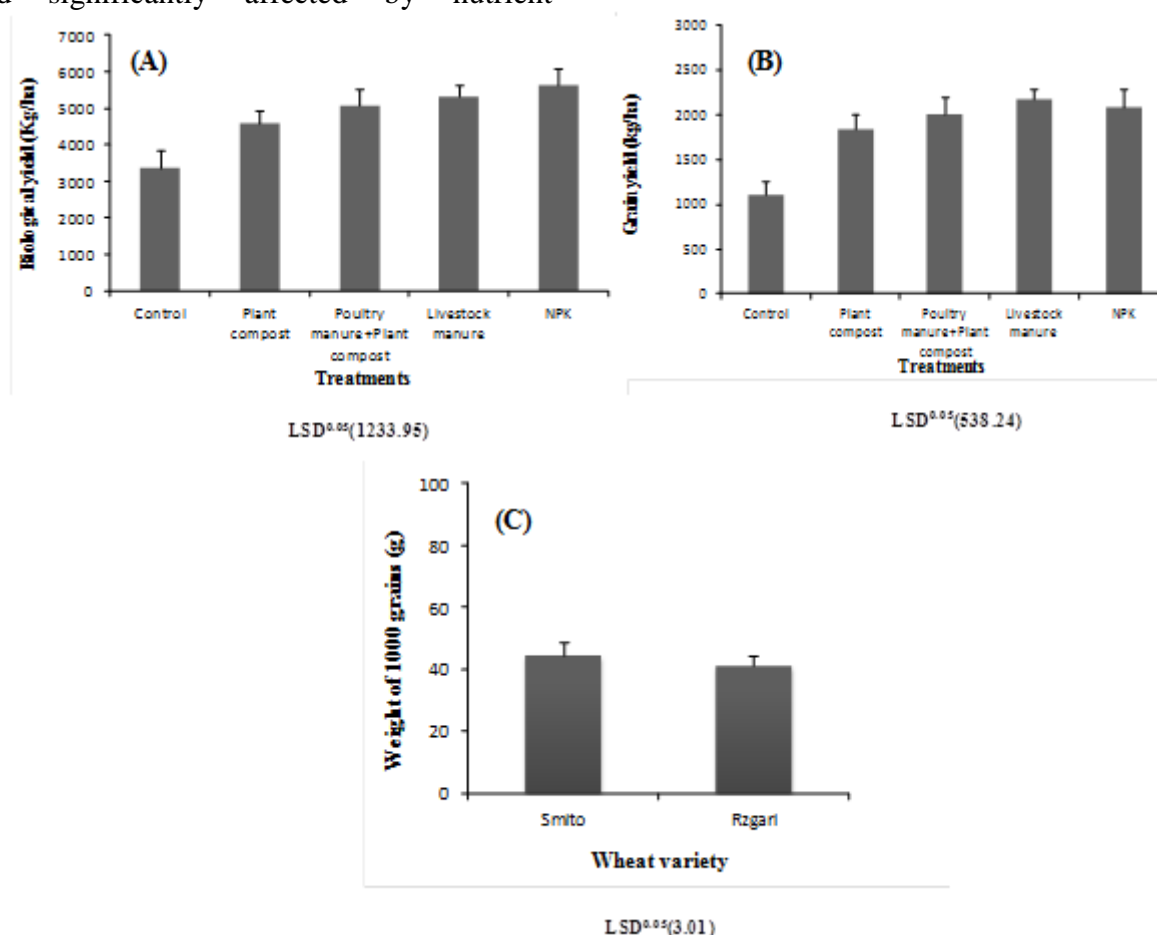 significantly affected by nutrient
(A)
Biological yield (Kg/ha)
7000
6000
5000
4000
3000
2000
1000
0
Control
Plant compost
Poultry manure+Plant compost
Livestock manure
NPK
Treatments
LSD0.05(1233.95)
(B)
Grain yield (kg/ha)
3000
2500
2000
1500
1000
500
0
Control
Plant compost
Poultry manure+Plant compost
Livestock manure
NPK
Treatments
LSD0.05(538.24)
(C)
Weight of 1000 grains (g)
100
80
60
40
20
0
Smito
Rzgari
Wheat variety
LSD0.05(3.01)